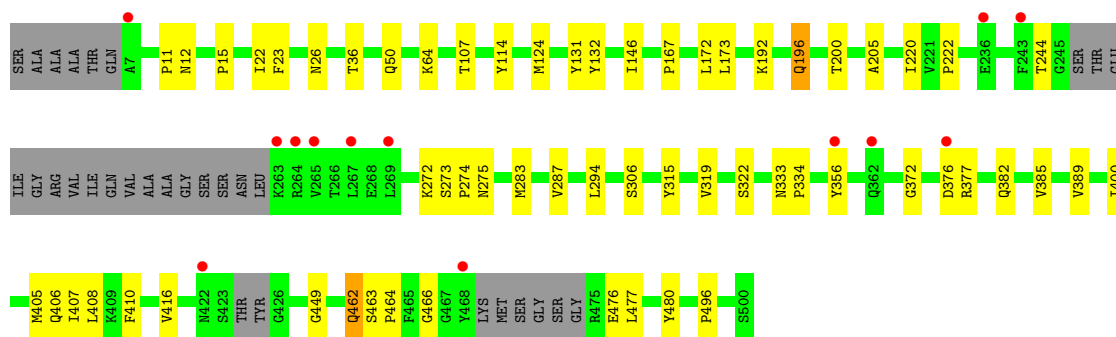 SER ALA ALA ALA THR GLN A7 P11 N12 P15 I22 F23 N26 T36 Q50 K64 T107 Y114 M124 Y131 Y132 I146 P167 L172 L173 K192 Q196 T200 A205 I220 V221 P222 E236 F243 T244 G245 SER THR GLU
ILE GLY ARG VAL ILE GLN VAL ALA ALA GLY SER SER ASN LEU K263 R264 V265 T266 L267 E268 L269 K272 S273 P274 N275 M283 V287 L294 S306 Y315 V319 S322 N333 P334 Y356 Q362 G372 D376 R377 Q382 V385 V389
M405 Q406 I407 L408 K409 F410 V416 N422 S423 THR TYR G426 G449 Q462 S463 P464 F465 G466 G467 Y468 LYS MET SER GLY SER GLY R475 E476 L477 Y480 P496 S500